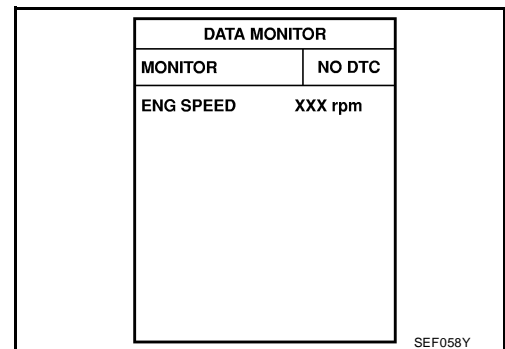 DATA MONITOR
MONITOR NO DTC
ENG SPEED XXX rpm
SEF058Y